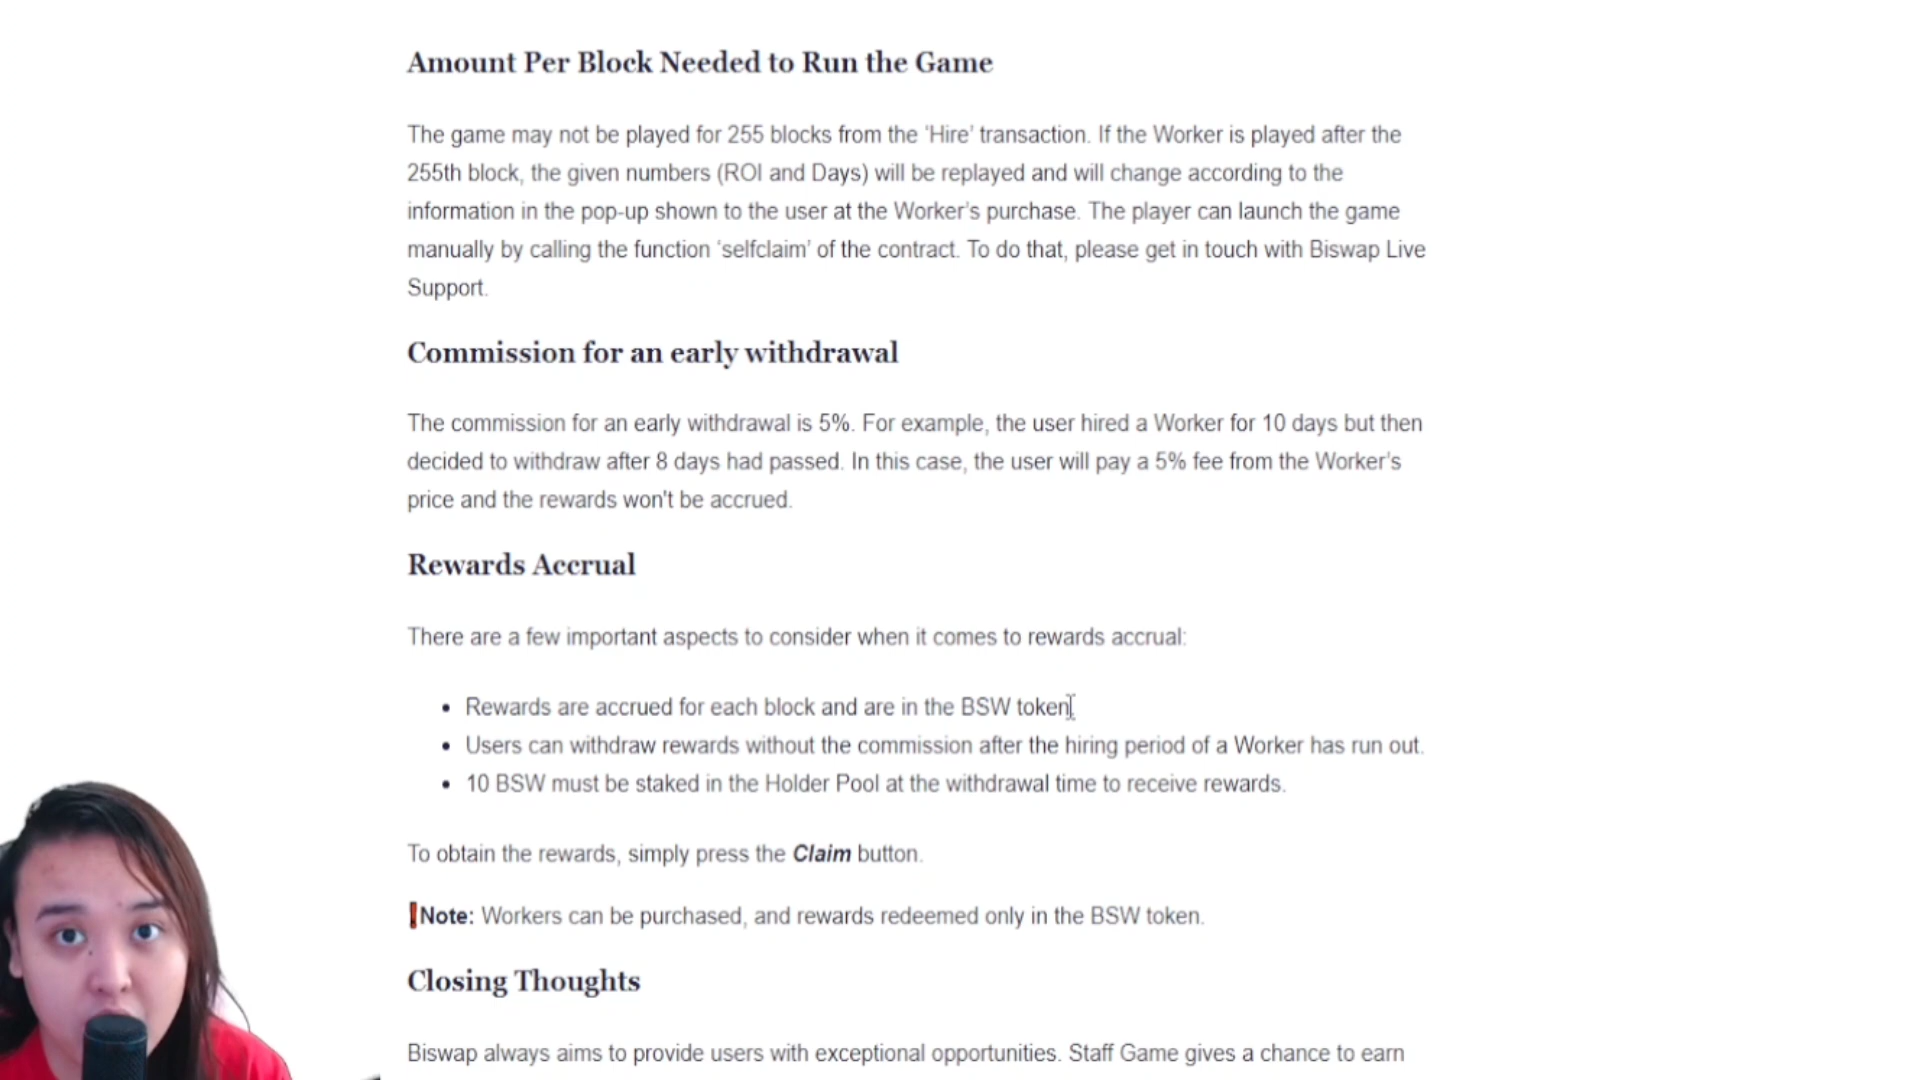 Amount Per Block Needed to Run the Game
The game may not be played for 255 blocks from the 'Hire' transaction. If the Worker is played after the
255th block, the given numbers (ROI and Days) will be replayed and will change according to the
information in the pop-up shown to the user at the Worker's purchase. The player can launch the game
manually by calling the function 'selfclaim' of the contract. To do that, please get in touch with Biswap Live
Support.
Commission for an early withdrawal
The commission for an early withdrawal is 5%. For example, the user hired a Worker for 10 days but then
decided to withdraw after 8 days had passed. In this case, the user will pay a 5% fee from the Worker's
price and the rewards won't be accrued.
Rewards Accrual
There are a few important aspects to consider when it comes to rewards accrual:
• Rewards are accrued for each block and are in the BSW token
• Users can withdraw rewards without the commission after the hiring period of a Worker has run out.
• 10 BSW must be staked in the Holder Pool at the withdrawal time to receive rewards.
To obtain the rewards, simply press the Claim button.
❗Note: Workers can be purchased, and rewards redeemed only in the BSW token.
Closing Thoughts
Biswap always aims to provide users with exceptional opportunities. Staff Game gives a chance to earn